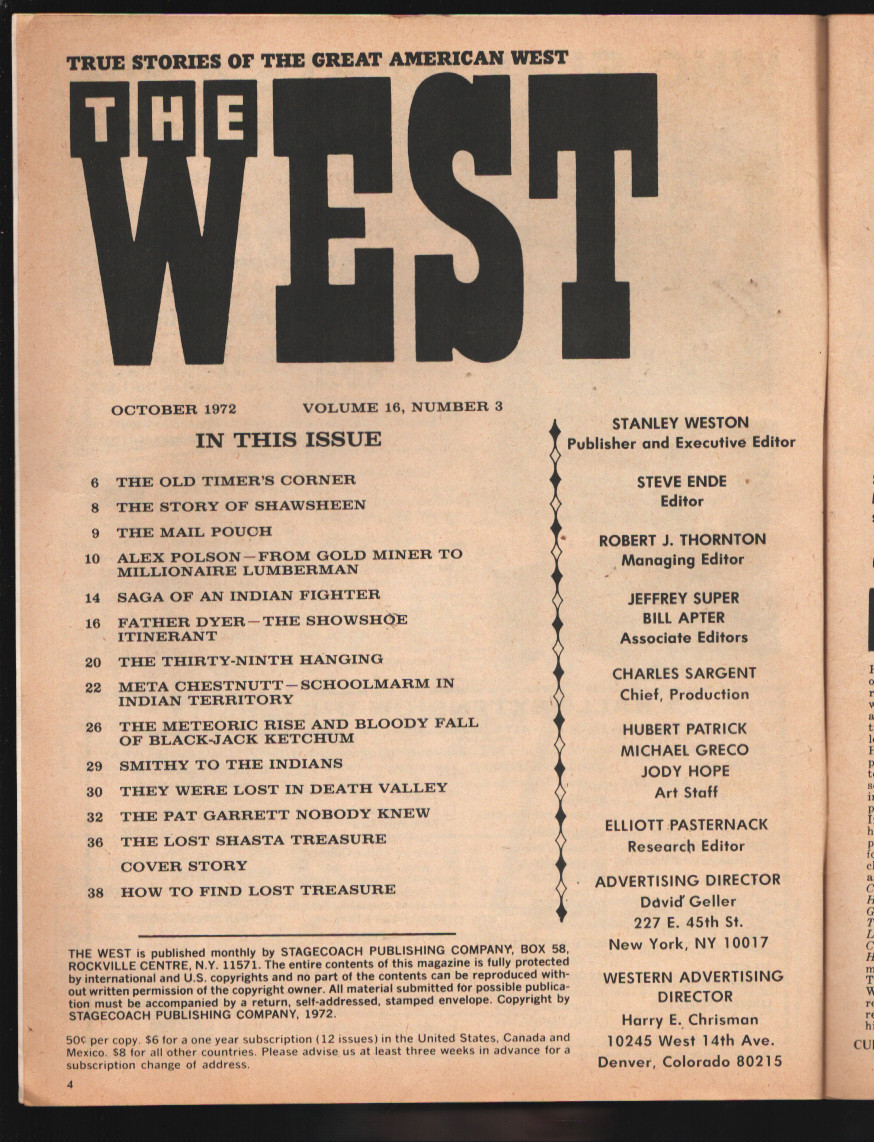 TRUE STORIES OF THE GREAT AMERICAN WEST
THE
WEST
OCTOBER 1972 VOLUME 16, NUMBER 3
IN THIS ISSUE
6 THE OLD TIMER'S CORNER
8 THE STORY OF SHAWSHEEN
9 THE MAIL POUCH
10 ALEX POLSON—FROM GOLD MINER TO
MILLIONAIRE LUMBERMAN
14 SAGA OF AN INDIAN FIGHTER
16 FATHER DYER—THE SHOWSHOE
ITINERANT
20 THE THIRTY-NINTH HANGING
22 META CHESTNUTT—SCHOOLMARM IN
INDIAN TERRITORY
26 THE METEORIC RISE AND BLOODY FALL
OF BLACK-JACK KETCHUM
29 SMITHY TO THE INDIANS
30 THEY WERE LOST IN DEATH VALLEY
32 THE PAT GARRETT NOBODY KNEW
36 THE LOST SHASTA TREASURE
COVER STORY
38 HOW TO FIND LOST TREASURE
THE WEST is published monthly by STAGECOACH PUBLISHING COMPANY, BOX 58,
ROCKVILLE CENTRE, N.Y. 11571. The entire contents of this magazine is fully protected
by international and U.S. copyrights and no part of the contents can be reproduced with-
out written permission of the copyright owner. All material submitted for possible publica-
tion must be accompanied by a return, self-addressed, stamped envelope. Copyright by
STAGECOACH PUBLISHING COMPANY, 1972.
50¢ per copy. $6 for a one year subscription (12 issues) in the United States, Canada and
Mexico. $8 for all other countries. Please advise us at least three weeks in advance for a
subscription change of address.
4
STANLEY WESTON
Publisher and Executive Editor
STEVE ENDE
Editor
ROBERT J. THORNTON
Managing Editor
JEFFREY SUPER
BILL APTER
Associate Editors
CHARLES SARGENT
Chief, Production
HUBERT PATRICK
MICHAEL GRECO
JODY HOPE
Art Staff
ELLIOTT PASTERNACK
Research Editor
ADVERTISING DIRECTOR
David Geller
227 E. 45th St.
New York, NY 10017
WESTERN ADVERTISING
DIRECTOR
Harry E. Chrisman
10245 West 14th Ave.
Denver, Colorado 80215